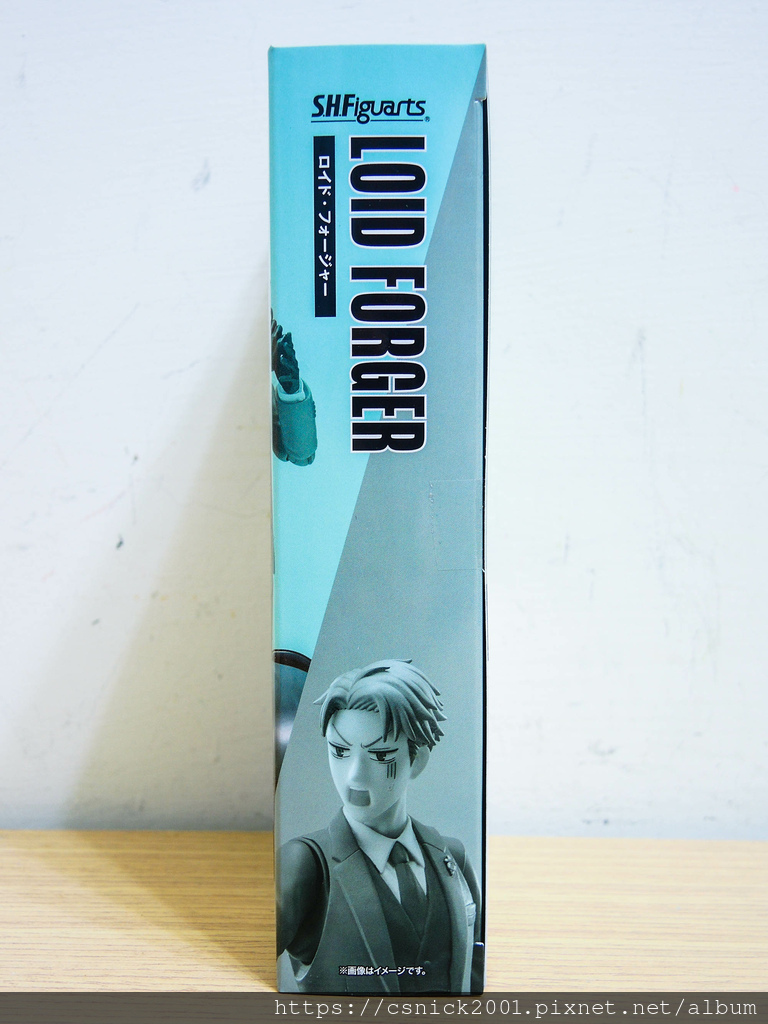 S.H.Figuarts®
LOID FORGER
ロイド・フォージャー
※画像はイメージです。
https://csnick2001.pixnet.net/album